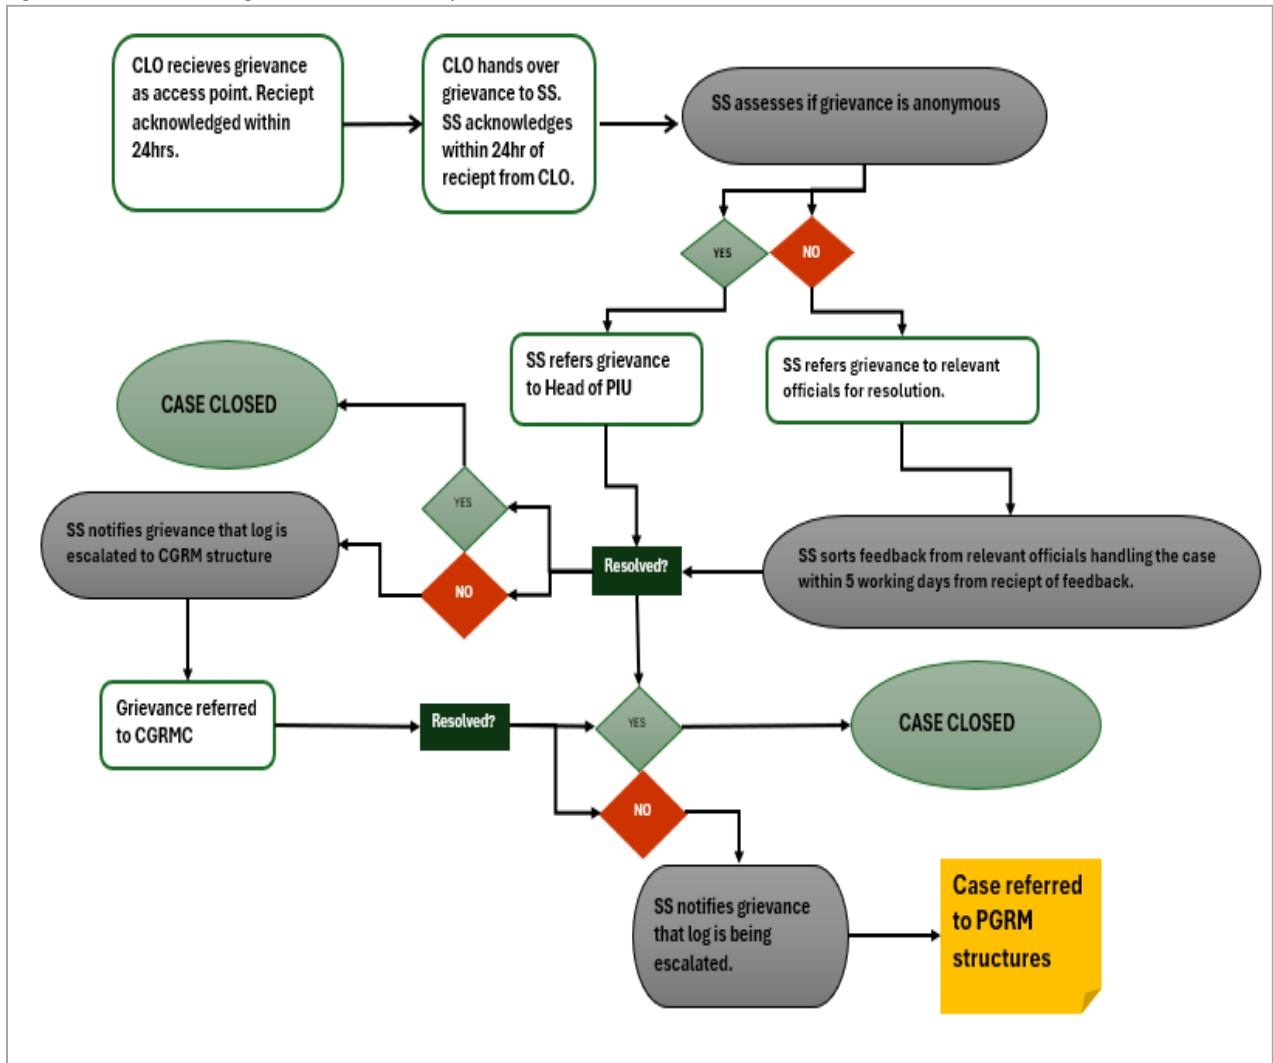 CLO recieves grievance
as access point. Reciept
acknowledged within
24hrs.
CLO hands over
grievance to SS.
SS acknowledges
within 24hr of
reciept from CLO.
SS assesses if grievance is anonymous
YES
NO
SS refers grievance
to Head of PIU
SS refers grievance to relevant
officials for resolution.
CASE CLOSED
YES
SS notifies grievance that log is
escalated to CGRM structure
NO
Resolved?
SS sorts feedback from relevant officials handling the case
within 5 working days from reciept of feedback.
Grievance referred
to CGRMC
Resolved?
YES
CASE CLOSED
NO
SS notifies grievance
that log is being
escalated.
Case referred
to PGRM
structures